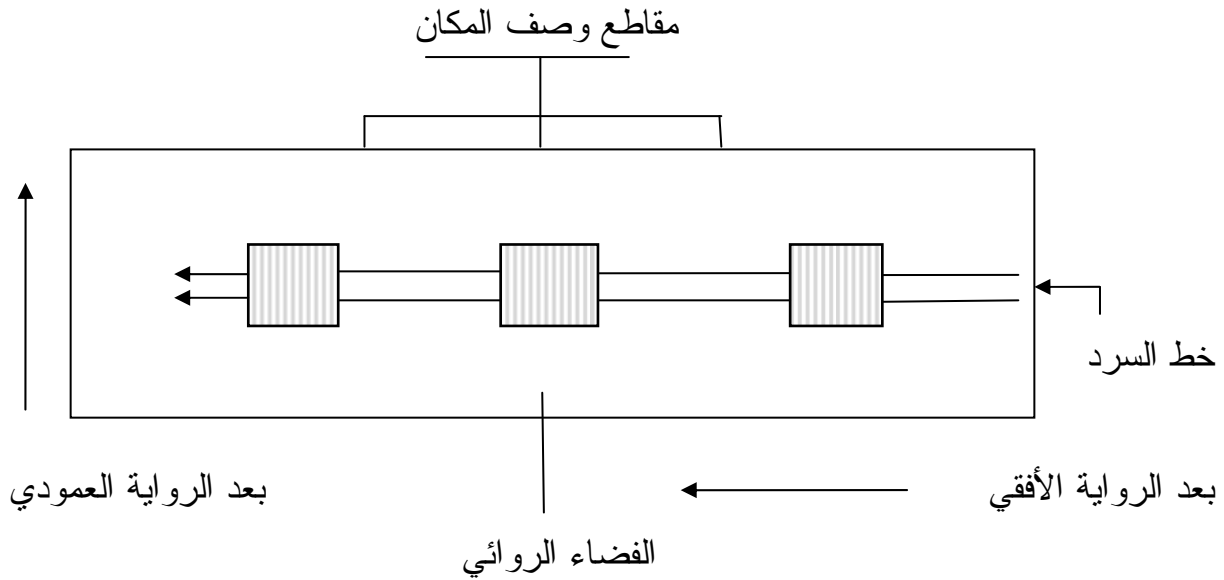 مقاطع وصف المكان
خط السرد
بعد الرواية الأفقي
بعد الرواية العمودي
الفضاء الروائي